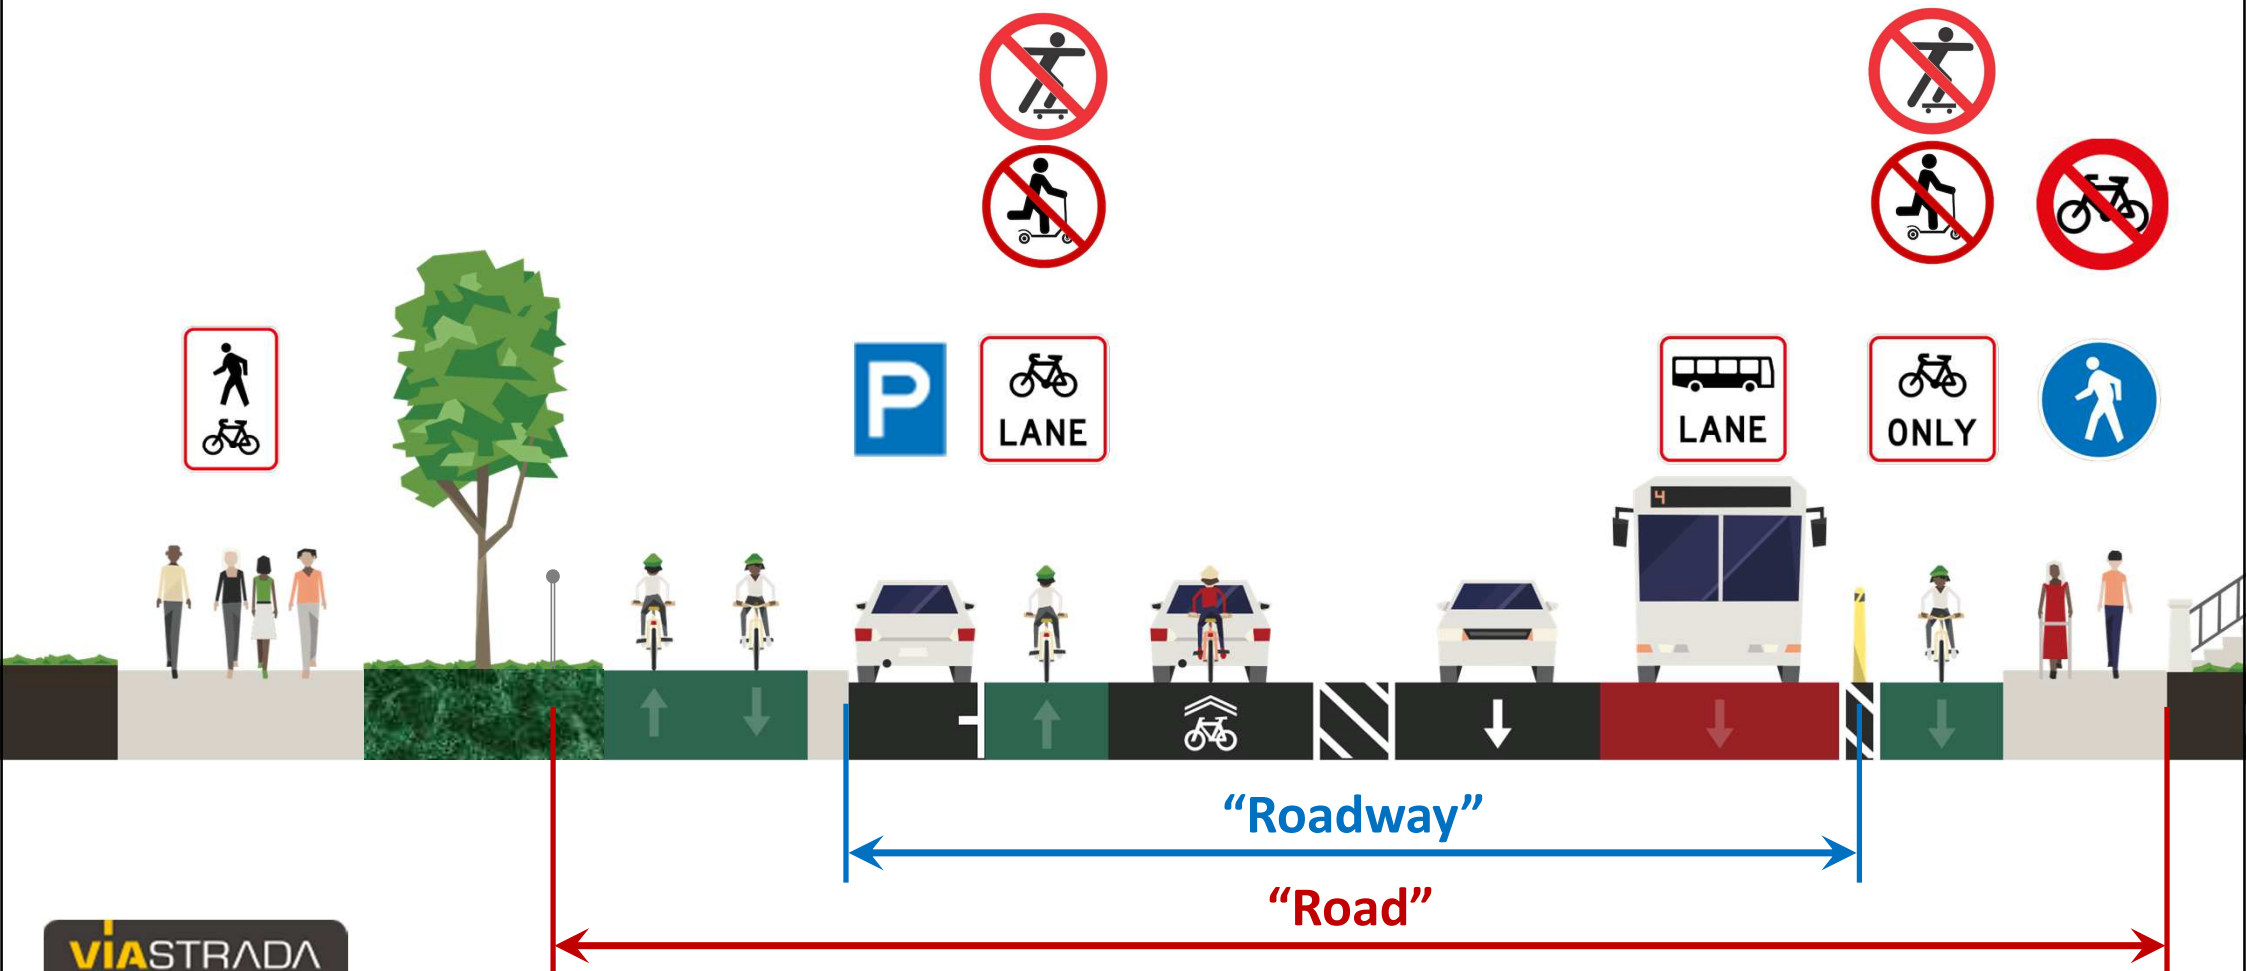 P
LANE
LANE
ONLY
4
“Roadway”
“Road”
VIASTRADA